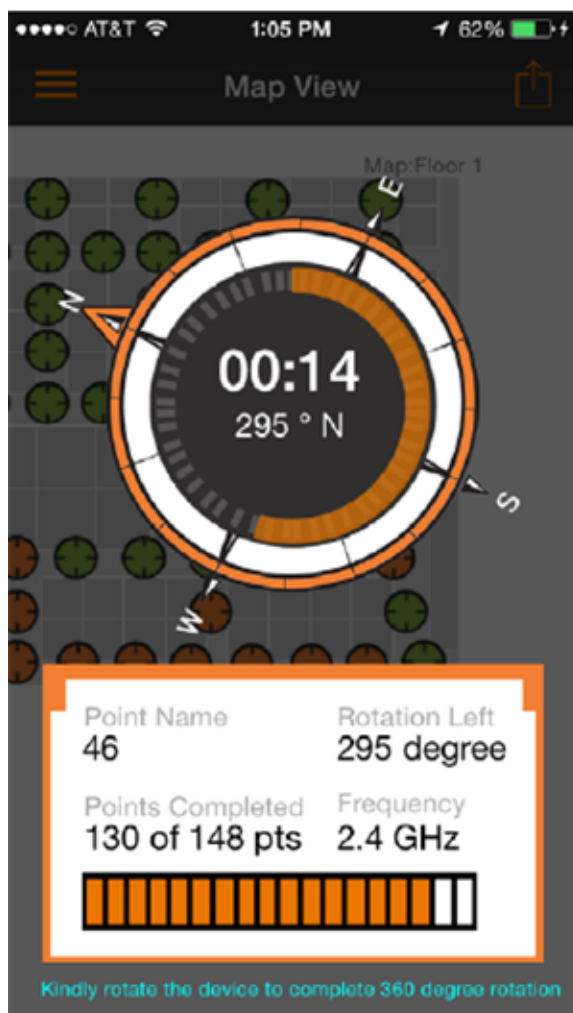 AT&T 1:05 PM 62%
Map View
Map:Floor 1
E
N
00:14
295 ° N
S
W
Point Name Rotation Left
46 295 degree
Points Completed Frequency
130 of 148 pts 2.4 GHz
Kindly rotate the device to complete 360 degree rotation